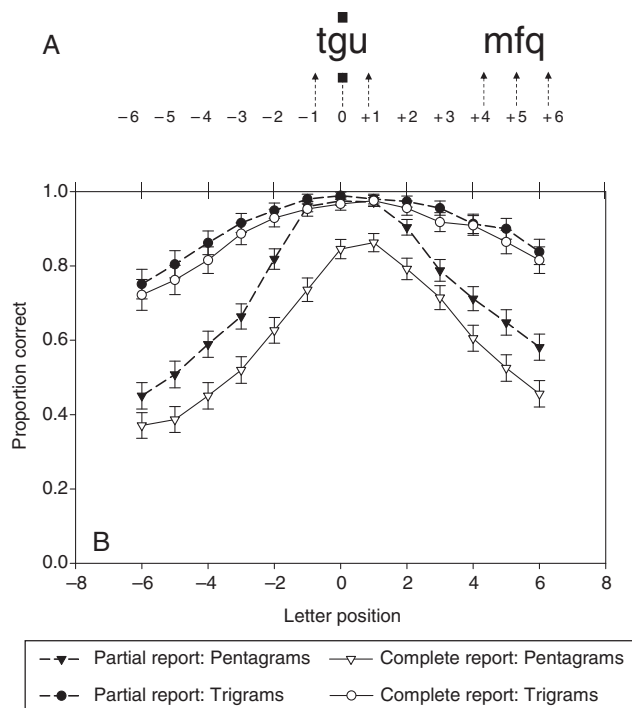 A
tgu mfq
−6 −5 −4 −3 −2 −1 0 +1 +2 +3 +4 +5 +6
1.0
0.8
0.6
0.4
0.2
0.0
Proportion correct
B
−8 −6 −4 −2 0 2 4 6 8
Letter position
Partial report: Pentagrams Complete report: Pentagrams
Partial report: Trigrams Complete report: Trigrams